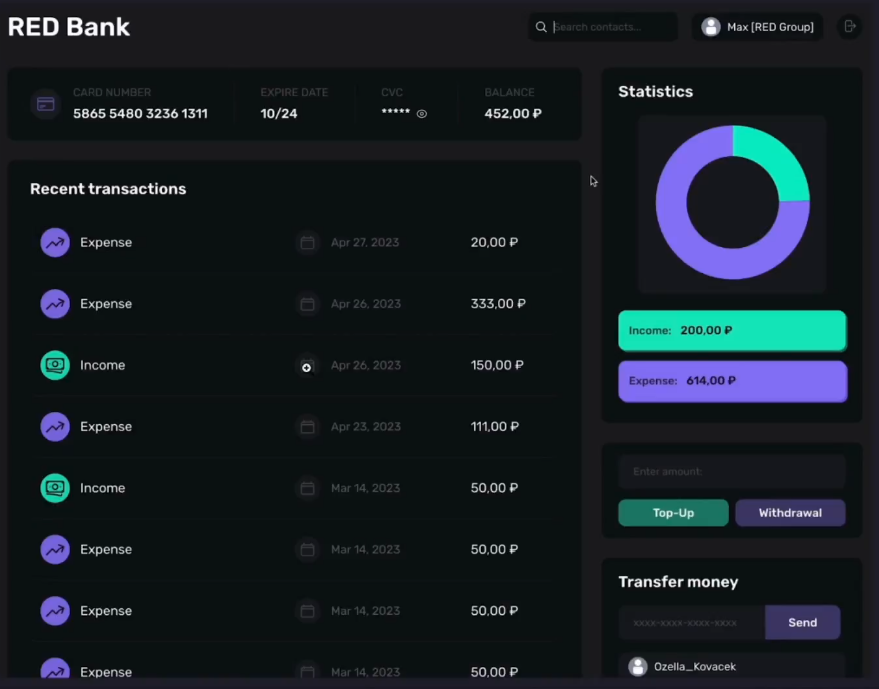 RED Bank
Search contacts...
Max [RED Group]
CARD NUMBER
5865 5480 3236 1311
EXPIRE DATE
10/24
CVC
*****
BALANCE
452,00 ₽
Recent transactions
Expense Apr 27, 2023 20,00 ₽
Expense Apr 26, 2023 333,00 ₽
Income Apr 26, 2023 150,00 ₽
Expense Apr 23, 2023 111,00 ₽
Income Mar 14, 2023 50,00 ₽
Expense Mar 14, 2023 50,00 ₽
Expense Mar 14, 2023 50,00 ₽
Expense Mar 14, 2023 50,00 ₽
Statistics
Income: 200,00 ₽
Expense: 614,00 ₽
Enter amount:
Top-Up
Withdrawal
Transfer money
xxxx-xxxx-xxxx-xxxx
Send
Ozella_Kovacek